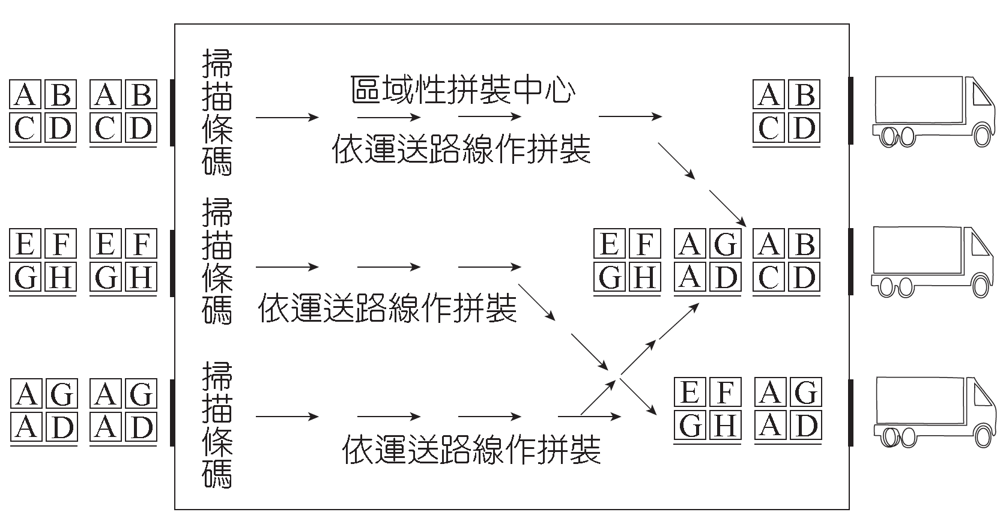 掃描條碼
區域性拼裝中心
依運送路線作拼裝
A B A B
C D C D
A B
C D
掃描條碼
依運送路線作拼裝
E F E F
G H G H
E F A G A B
G H A D C D
掃描條碼
依運送路線作拼裝
A G A G
A D A D
E F A G
G H A D